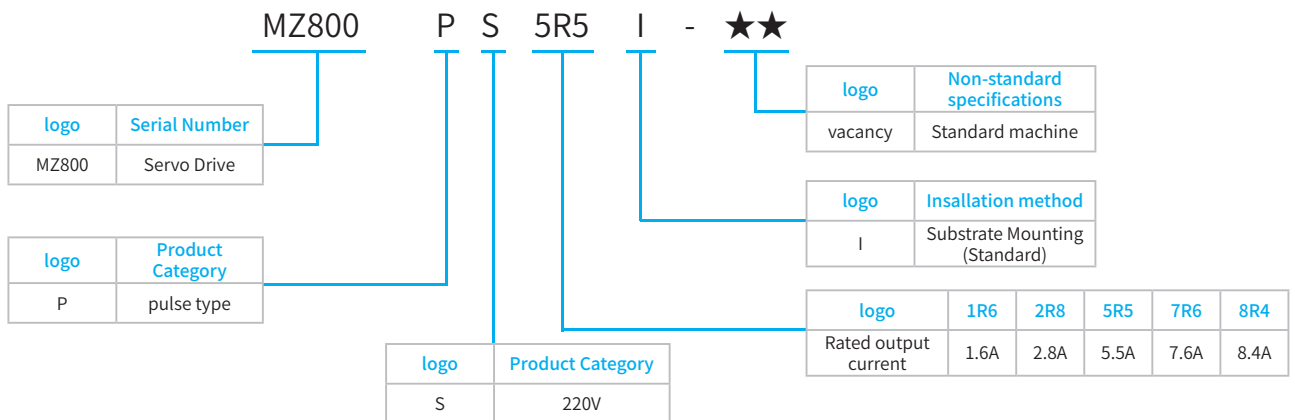 MZ800 P S 5R5 I - ★★
logo Non-standard
specifications
vacancy Standard machine
logo Serial Number
MZ800 Servo Drive
logo Insallation method
I Substrate Mounting
(Standard)
logo Product
Category
P pulse type
logo 1R6 2R8 5R5 7R6 8R4
Rated output
current 1.6A 2.8A 5.5A 7.6A 8.4A
logo Product Category
S 220V